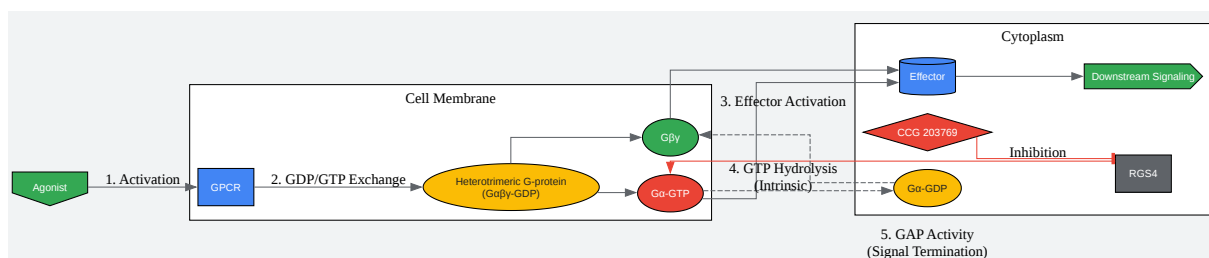 Cytoplasm
Effector
Downstream Signaling
Cell Membrane
3. Effector Activation
Gβγ
CCG 203769
Inhibition
1. Activation
Agonist
GPCR
2. GDP/GTP Exchange
Heterotrimeric G-protein
(Gαβγ-GDP)
Gα-GTP
4. GTP Hydrolysis
(Intrinsic)
Gα-GDP
RGS4
5. GAP Activity
(Signal Termination)